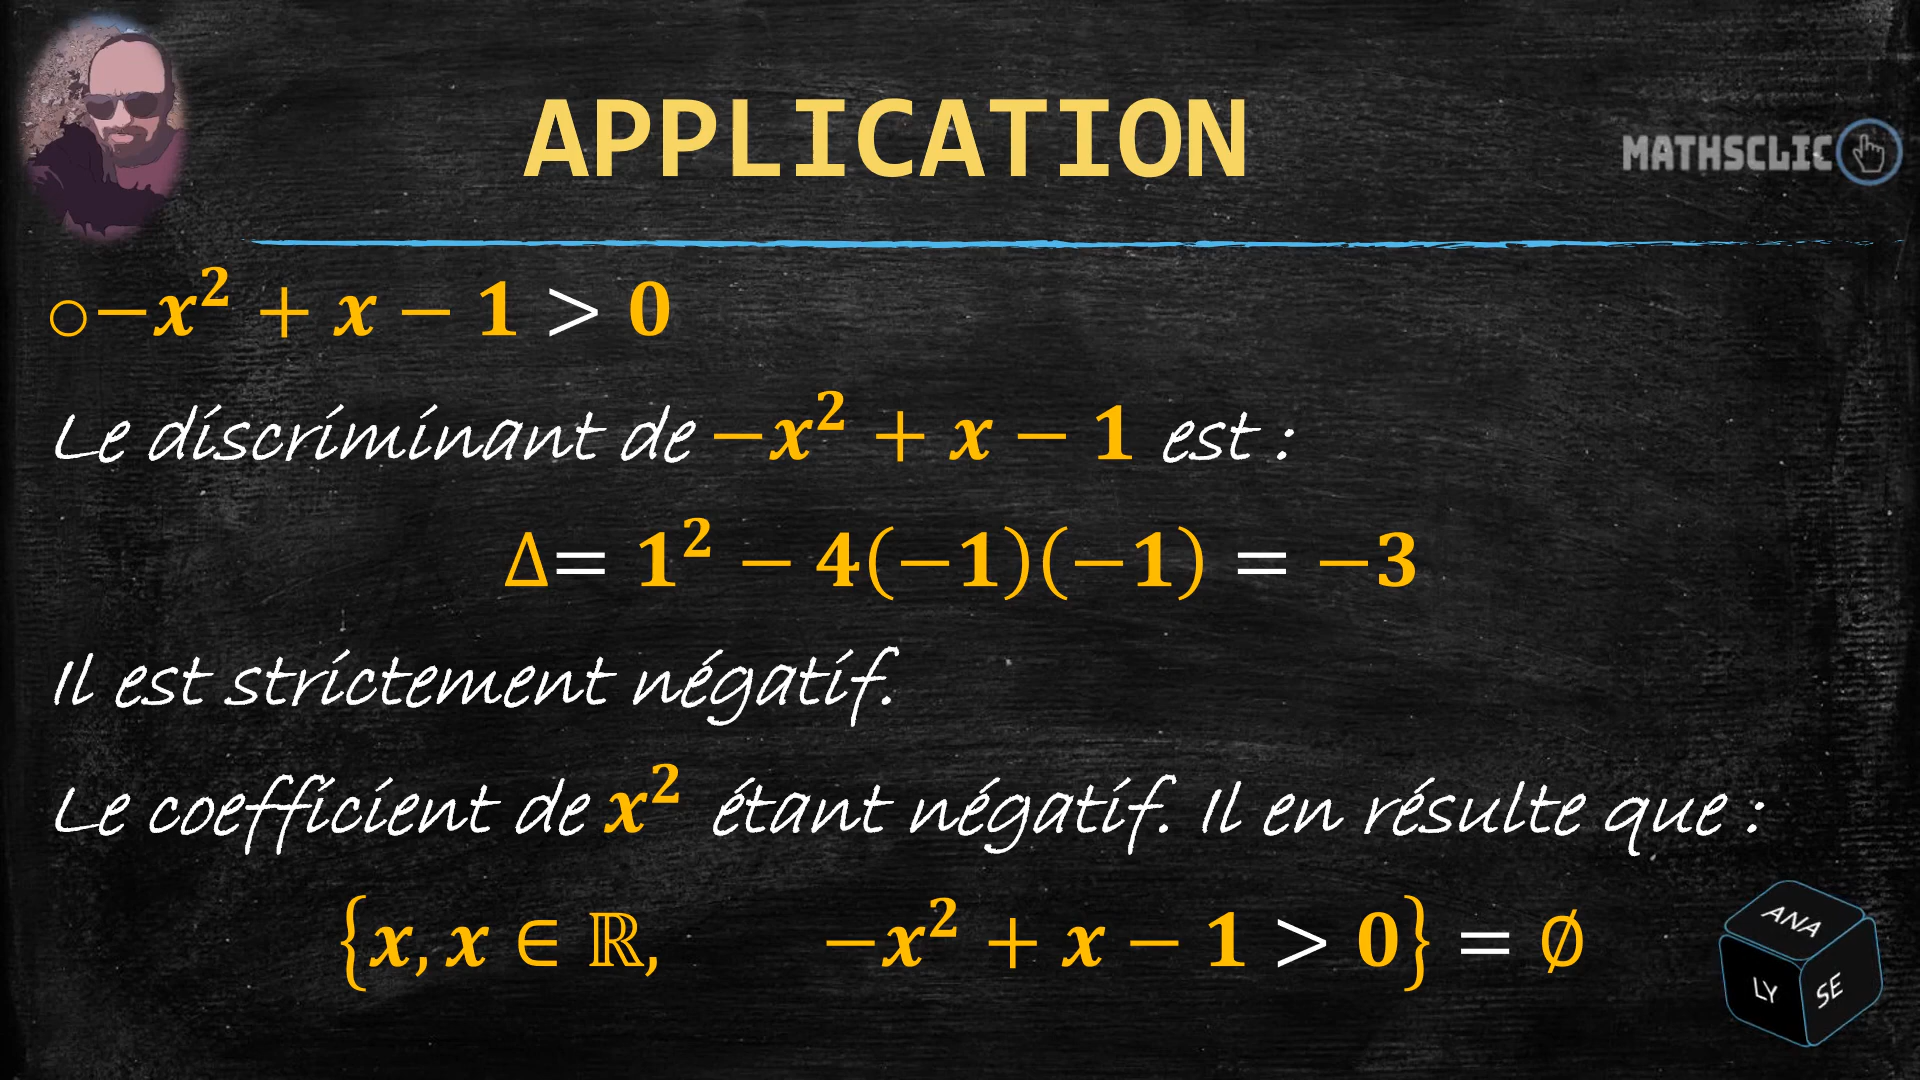 APPLICATION
MATHSCLIC
○−x² + x − 1 > 0
Le discriminant de −x² + x − 1 est :
Δ= 1² − 4(−1)(−1) = −3
Il est strictement négatif.
Le coefficient de x² étant négatif. Il en résulte que :
{x, x ∈ ℝ, −x² + x − 1 > 0} = ∅
ANA
LY SE